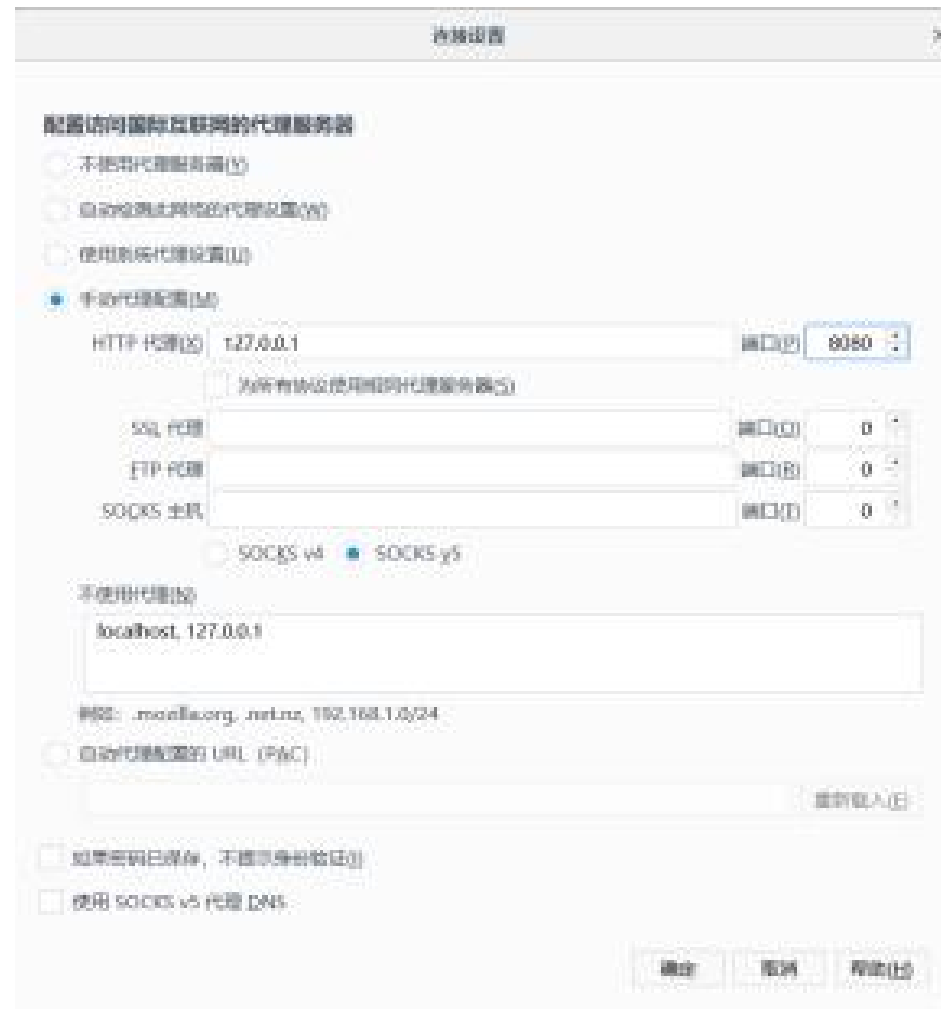 连接设置
配置访问国际互联网的代理服务器
不使用代理服务器(Y)
自动检测此网络的代理设置(W)
使用系统代理设置(U)
手动代理配置(M)
HTTP 代理(X) 127.0.0.1 端口(P) 8080
为所有协议使用相同代理服务器(S)
SSL 代理 端口(O) 0
FTP 代理 端口(R) 0
SOCKS 主机 端口(T) 0
SOCKS v4 SOCKS v5
不使用代理(N)
localhost, 127.0.0.1
例如：.mozilla.org, .net.nz, 192.168.1.0/24
自动代理配置的 URL（PAC）
重新载入(E)
如果密码已保存，不提示身份验证(I)
使用 SOCKS v5 代理 DNS
确定 取消 帮助(H)